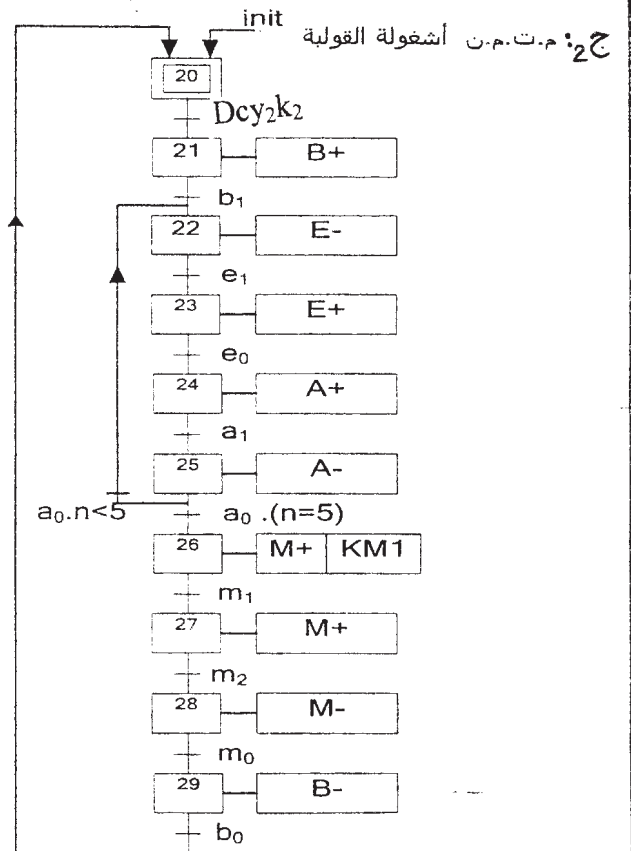 init
ج2: م.ت.م.ن أشغولة القولبة
20
Dcy₂k₂
21 B+
b₁
22 E-
e₁
23 E+
e₀
24 A+
a₁
25 A-
a₀.n<5 a₀.(n=5)
26 M+ KM1
m₁
27 M+
m₂
28 M-
m₀
29 B-
b₀